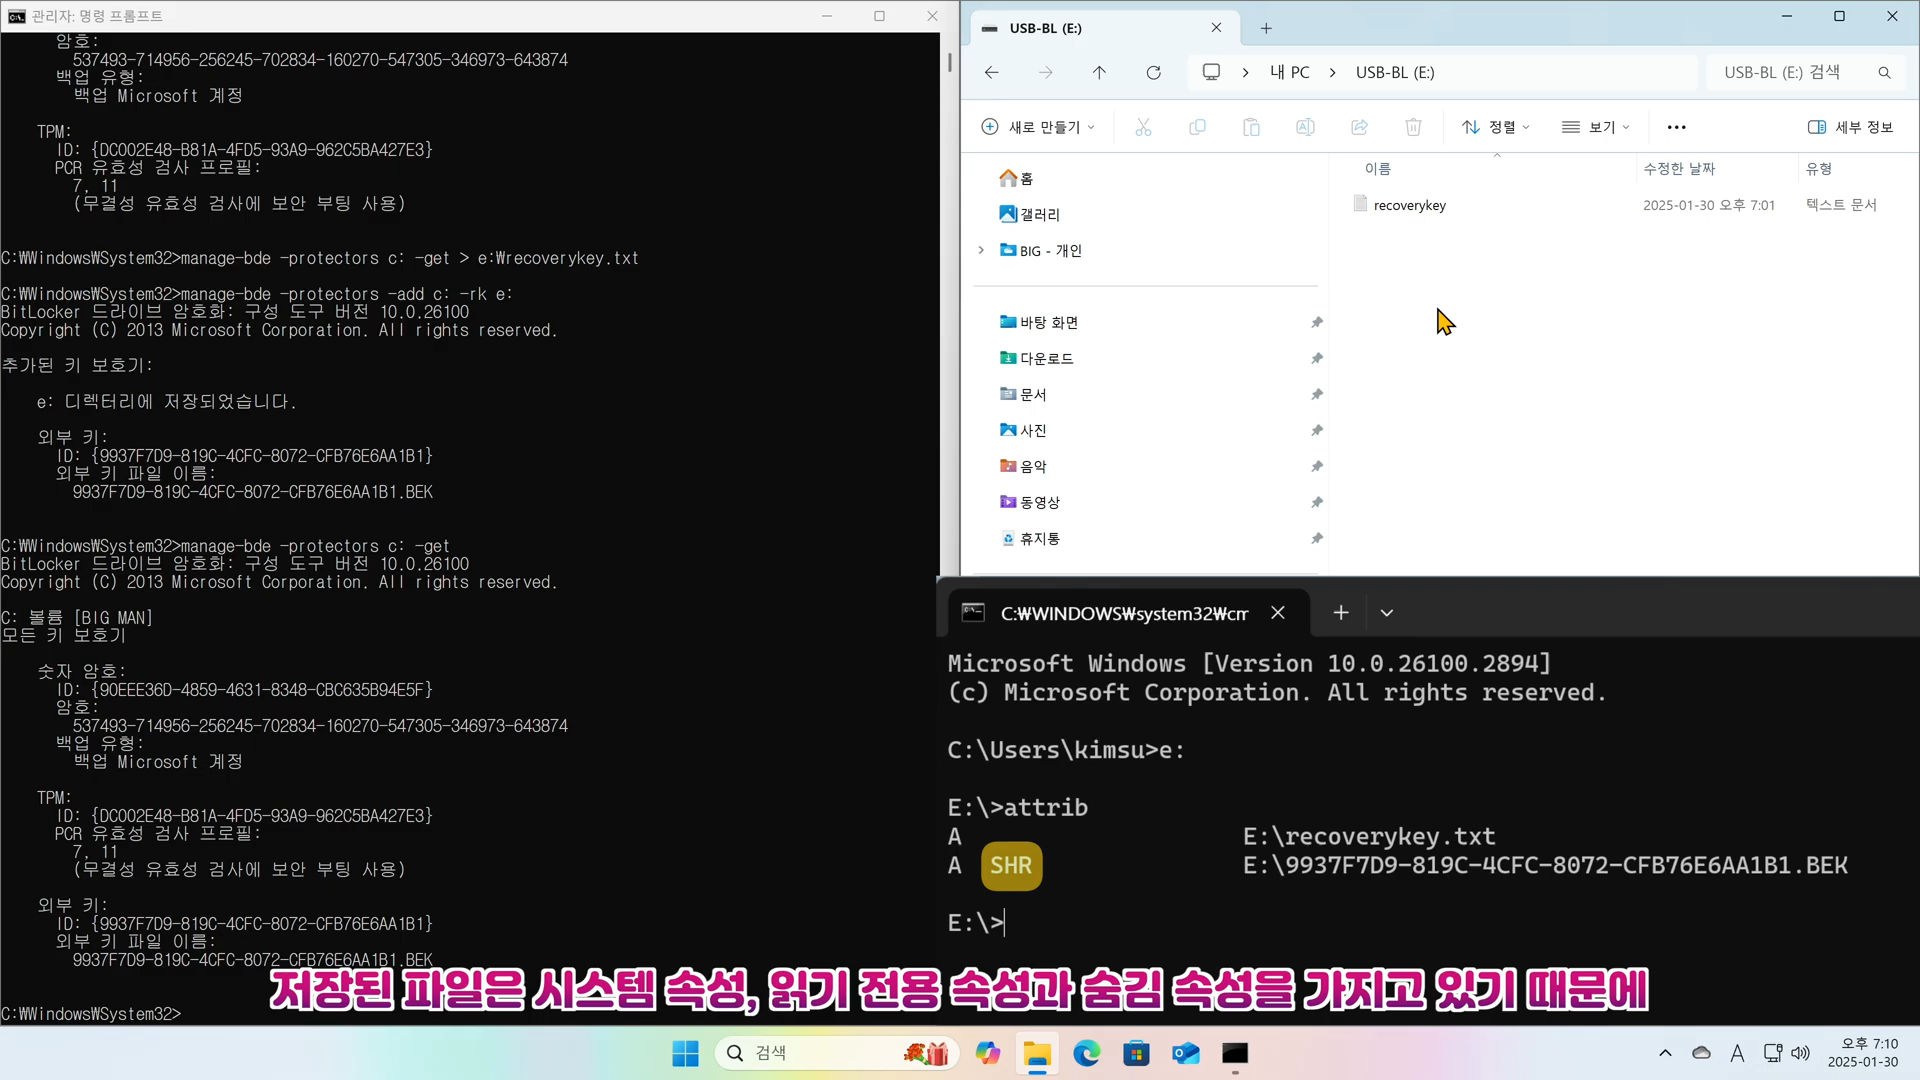 관리자: 명령 프롬프트
암호:
537493-714956-256245-702834-160270-547305-346973-643874
백업 유형:
백업 Microsoft 계정
TPM:
ID: {DC002E48-B81A-4FD5-93A9-962C5BA427E3}
PCR 유효성 검사 프로필:
7, 11
(무결성 유효성 검사에 보안 부팅 사용)
C:₩Windows₩System32>manage-bde -protectors c: -get > e:₩recoverykey.txt
C:₩Windows₩System32>manage-bde -protectors -add c: -rk e:
BitLocker 드라이브 암호화: 구성 도구 버전 10.0.26100
Copyright (C) 2013 Microsoft Corporation. All rights reserved.
추가된 키 보호기:
e: 디렉터리에 저장되었습니다.
외부 키:
ID: {9937F7D9-819C-4CFC-8072-CFB76E6AA1B1}
외부 키 파일 이름:
9937F7D9-819C-4CFC-8072-CFB76E6AA1B1.BEK
C:₩Windows₩System32>manage-bde -protectors c: -get
BitLocker 드라이브 암호화: 구성 도구 버전 10.0.26100
Copyright (C) 2013 Microsoft Corporation. All rights reserved.
C: 볼륨 [BIG MAN]
모든 키 보호기
숫자 암호:
ID: {90EEE36D-4859-4631-8348-CBC635B94E5F}
암호:
537493-714956-256245-702834-160270-547305-346973-643874
백업 유형:
백업 Microsoft 계정
TPM:
ID: {DC002E48-B81A-4FD5-93A9-962C5BA427E3}
PCR 유효성 검사 프로필:
7, 11
(무결성 유효성 검사에 보안 부팅 사용)
외부 키:
ID: {9937F7D9-819C-4CFC-8072-CFB76E6AA1B1}
외부 키 파일 이름:
9937F7D9-819C-4CFC-8072-CFB76E6AA1B1.BEK
C:₩Windows₩System32>
USB-BL (E:)
내 PC > USB-BL (E:)
USB-BL (E:) 검색
새로 만들기
정렬
보기
세부 정보
이름
수정한 날짜
유형
recoverykey
2025-01-30 오후 7:01
텍스트 문서
홈
갤러리
BIG - 개인
바탕 화면
다운로드
문서
사진
음악
동영상
휴지통
C:₩WINDOWS₩system32₩cm
Microsoft Windows [Version 10.0.26100.2894]
(c) Microsoft Corporation. All rights reserved.
C:\Users\kimsu>e:
E:\>attrib
A E:\recoverykey.txt
A SHR E:\9937F7D9-819C-4CFC-8072-CFB76E6AA1B1.BEK
E:\>
저장된 파일은 시스템 속성, 읽기 전용 속성과 숨김 속성을 가지고 있기 때문에
검색
A
오후 7:10
2025-01-30